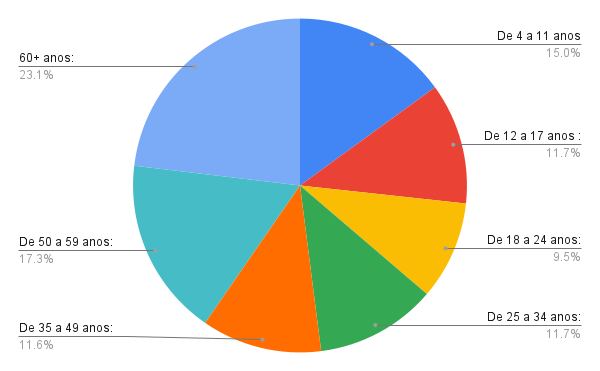 De 4 a 11 anos
15.0%
De 12 a 17 anos :
11.7%
De 18 a 24 anos:
9.5%
De 25 a 34 anos:
11.7%
De 35 a 49 anos:
11.6%
De 50 a 59 anos:
17.3%
60+ anos:
23.1%